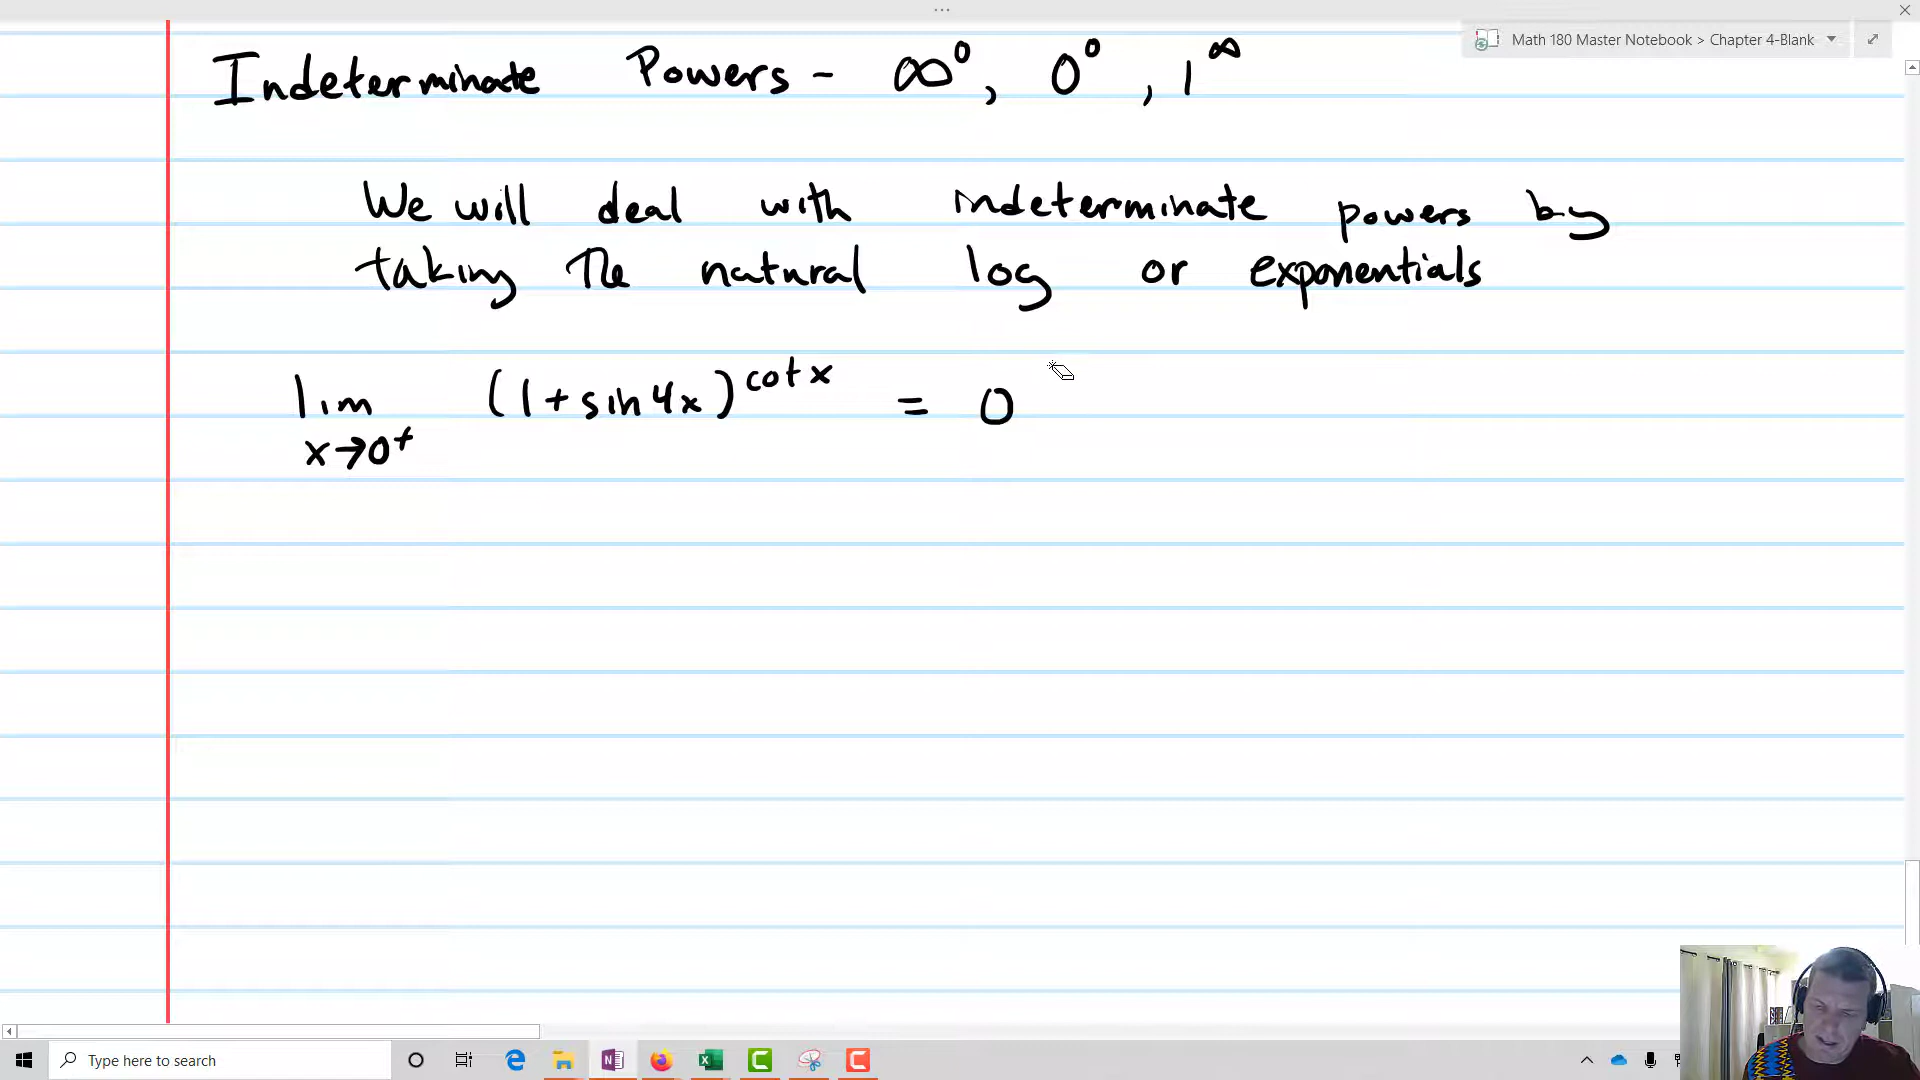 Math 180 Master Notebook > Chapter 4-Blank
Indeterminate Powers - ∞⁰, 0⁰, 1^∞
We will deal with indeterminate powers by
taking the natural log or exponentials
lim (1+sin4x)^cotx = 0
x→0⁺
Type here to search